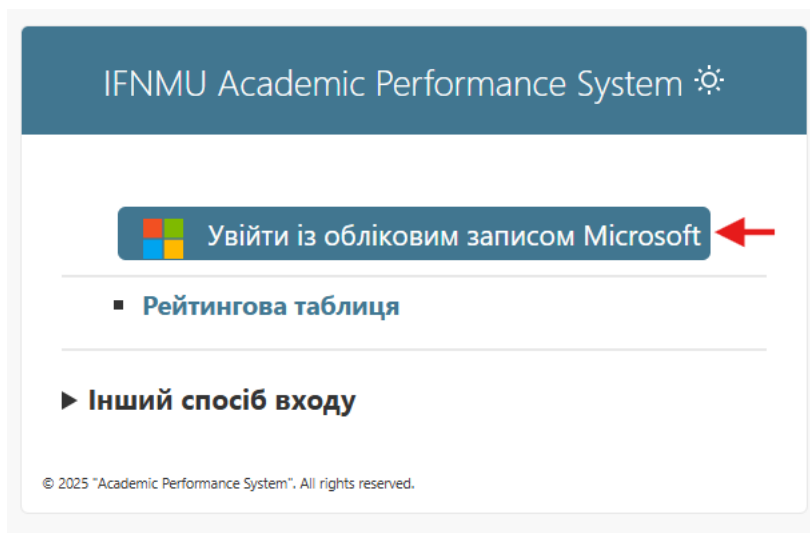 IFNMU Academic Performance System
Увійти із обліковим записом Microsoft
Рейтингова таблиця
Інший спосіб входу
© 2025 "Academic Performance System". All rights reserved.